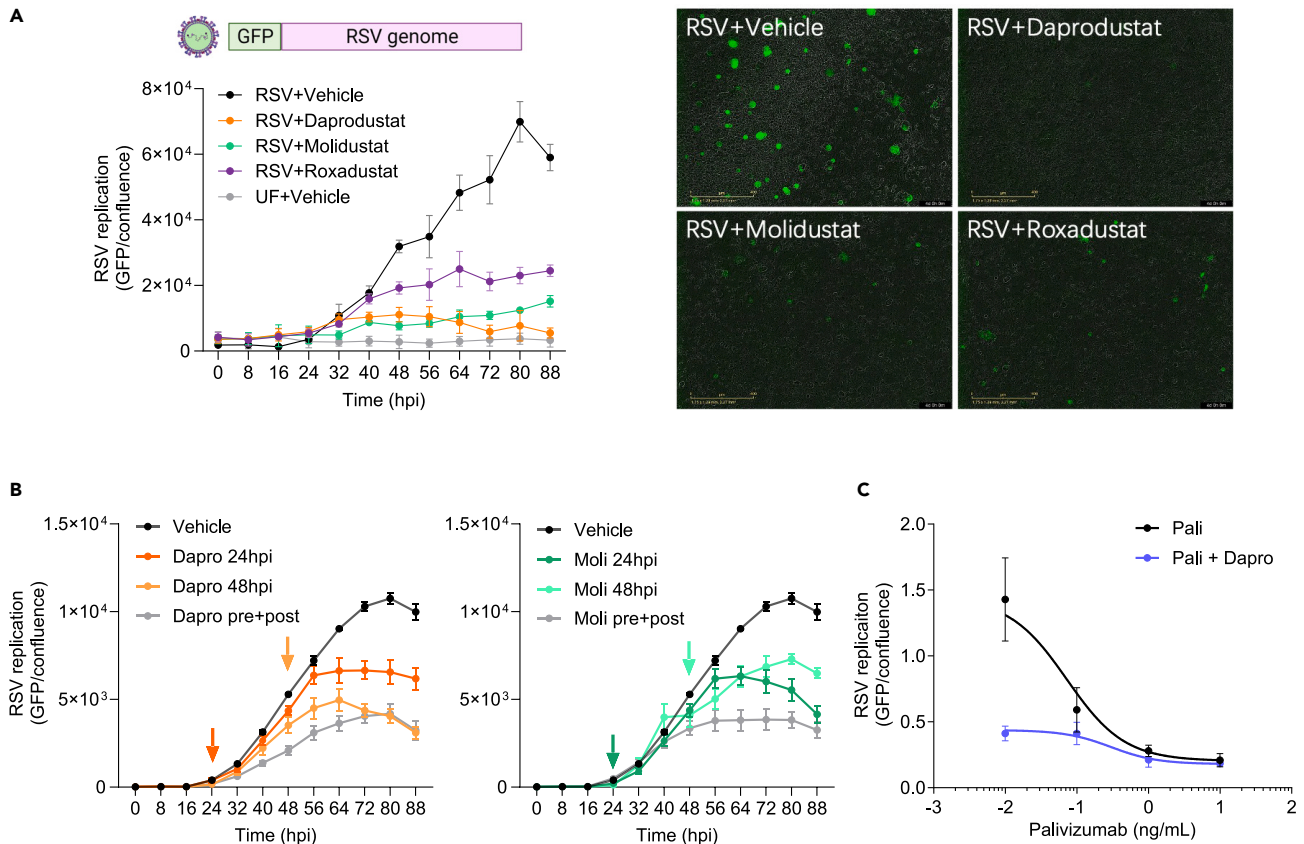 A
GFP
RSV genome
RSV replication
(GFP/confluence)
8×10⁴
6×10⁴
4×10⁴
2×10⁴
0
RSV+Vehicle
RSV+Daprodustat
RSV+Molidustat
RSV+Roxadustat
UF+Vehicle
0 8 16 24 32 40 48 56 64 72 80 88
Time (hpi)
RSV+Vehicle
RSV+Daprodustat
RSV+Molidustat
RSV+Roxadustat
B
RSV replication
(GFP/confluence)
1.5×10⁴
1×10⁴
5×10³
0
Vehicle
Dapro 24hpi
Dapro 48hpi
Dapro pre+post
0 8 16 24 32 40 48 56 64 72 80 88
Time (hpi)
1.5×10⁴
1×10⁴
5×10³
0
Vehicle
Moli 24hpi
Moli 48hpi
Moli pre+post
0 8 16 24 32 40 48 56 64 72 80 88
Time (hpi)
C
RSV replicaiton
(GFP/confluence)
2.0
1.5
1.0
0.5
0.0
Pali
Pali + Dapro
-3 -2 -1 0 1 2
Palivizumab (ng/mL)